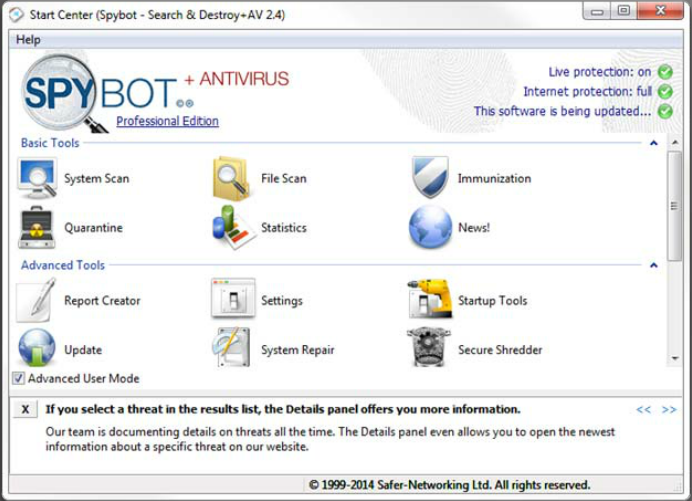 Start Center (Spybot - Search & Destroy+AV 2.4)
Help
SPYBOT + ANTIVIRUS
Professional Edition
Live protection: on
Internet protection: full
This software is being updated...
Basic Tools
System Scan
File Scan
Immunization
Quarantine
Statistics
News!
Advanced Tools
Report Creator
Settings
Startup Tools
Update
System Repair
Secure Shredder
Advanced User Mode
X If you select a threat in the results list, the Details panel offers you more information. << >>
Our team is documenting details on threats all the time. The Details panel even allows you to open the newest
information about a specific threat on our website.
© 1999-2014 Safer-Networking Ltd. All rights reserved.